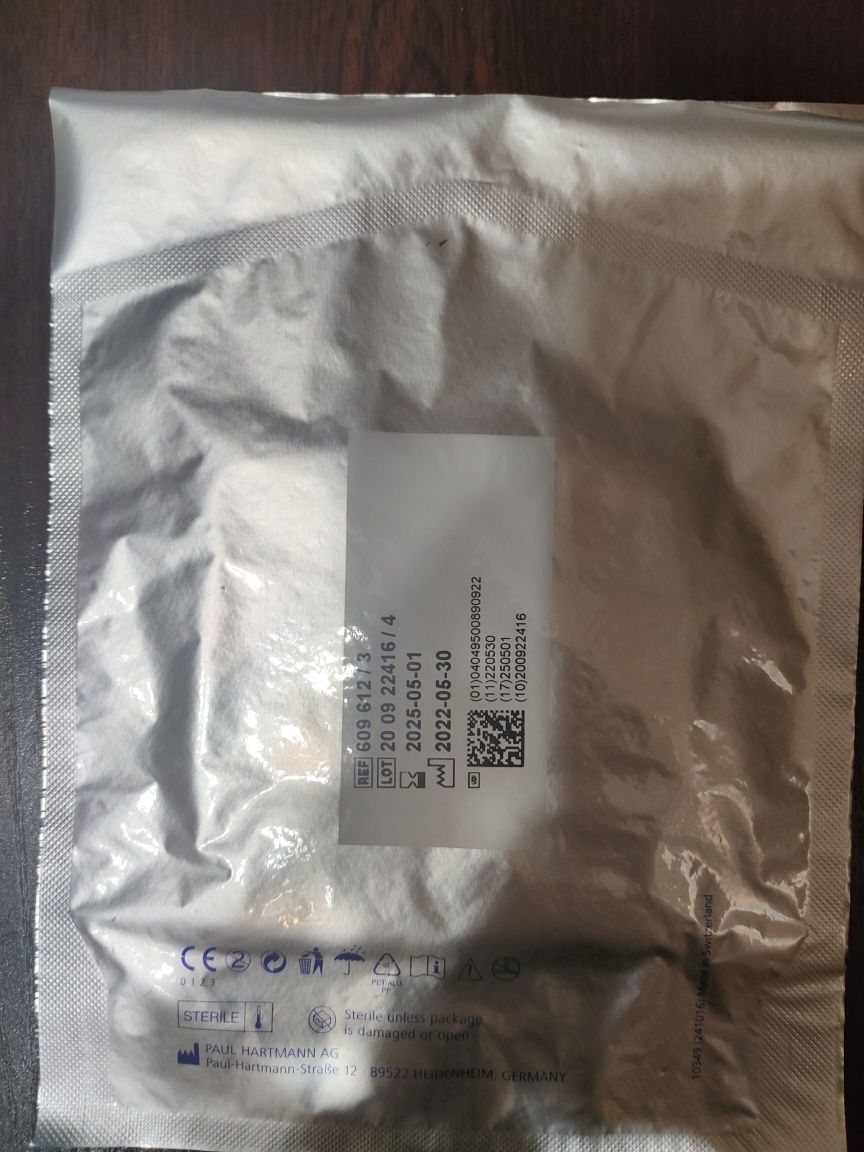 REF 609 612 / 3
LOT 20 09 22416 / 4
2025-05-01
2022-05-30
(01)04049500890922
(11)220530
(17)250501
(10)200922416
CE
0123
2
PET/ALU
PP
STERILE
Sterile unless package
is damaged or open
PAUL HARTMANN AG
Paul-Hartmann-Straße 12 · 89522 HEIDENHEIM, GERMANY
10349 (241016) Made in Switzerland